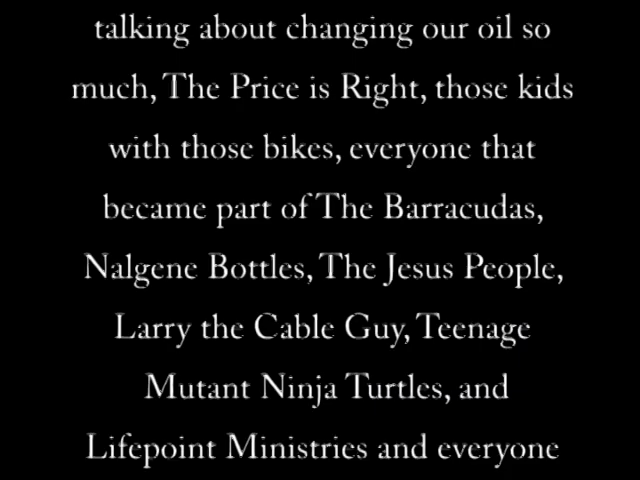 talking about changing our oil so
much, The Price is Right, those kids
with those bikes, everyone that
became part of The Barracudas,
Nalgene Bottles, The Jesus People,
Larry the Cable Guy, Teenage
Mutant Ninja Turtles, and
Lifepoint Ministries and everyone